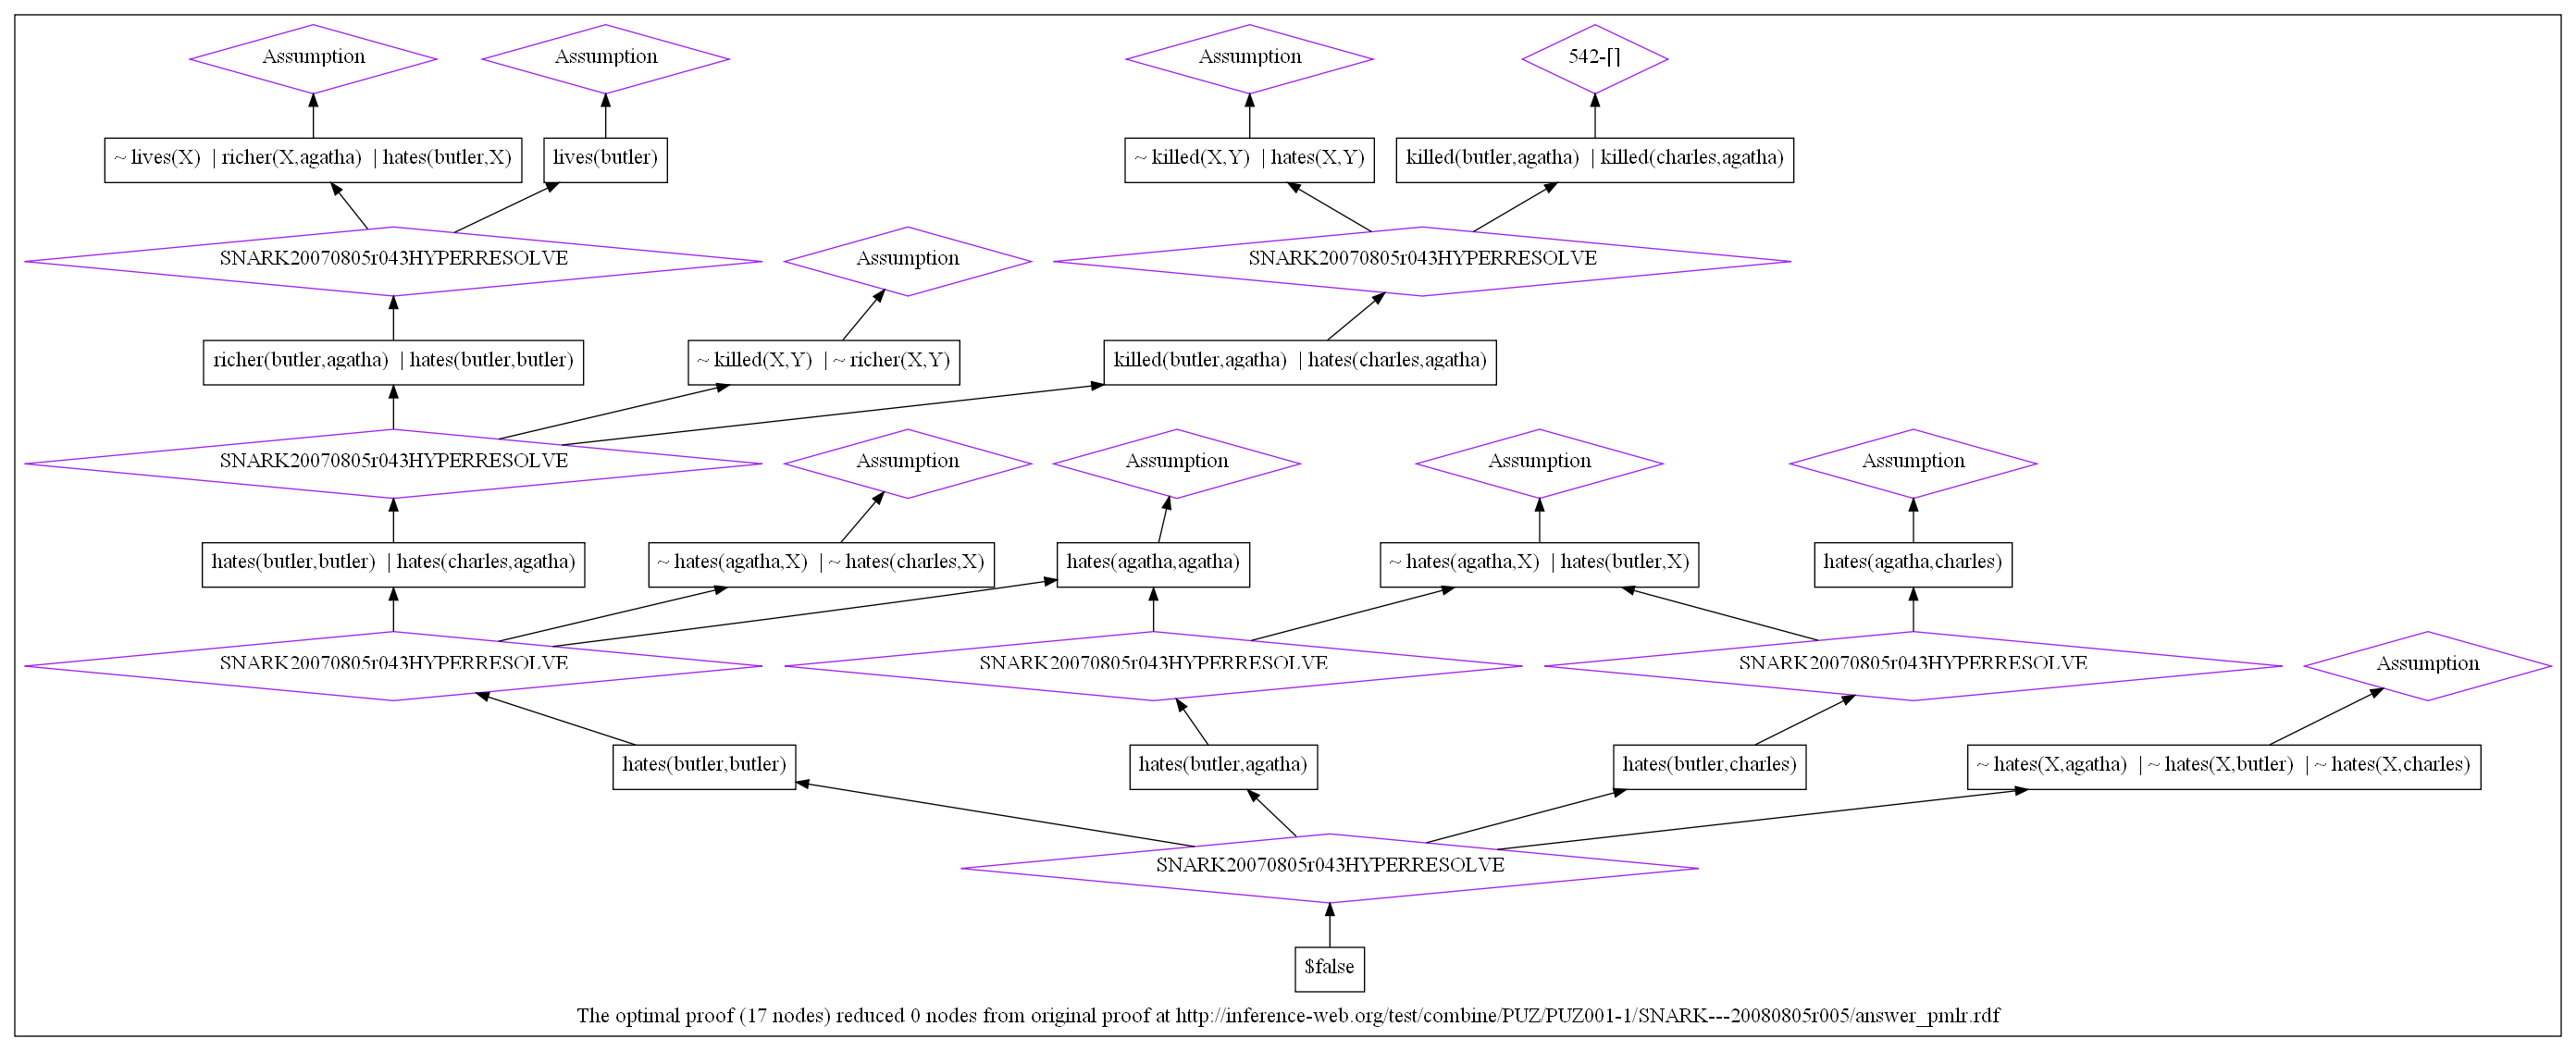 Assumption
Assumption
Assumption
542-[]
~ lives(X) | richer(X,agatha) | hates(butler,X)
lives(butler)
~ killed(X,Y) | hates(X,Y)
killed(butler,agatha) | killed(charles,agatha)
SNARK20070805r043HYPERRESOLVE
Assumption
SNARK20070805r043HYPERRESOLVE
richer(butler,agatha) | hates(butler,butler)
~ killed(X,Y) | ~ richer(X,Y)
killed(butler,agatha) | hates(charles,agatha)
SNARK20070805r043HYPERRESOLVE
Assumption
Assumption
Assumption
Assumption
hates(butler,butler) | hates(charles,agatha)
~ hates(agatha,X) | ~ hates(charles,X)
hates(agatha,agatha)
~ hates(agatha,X) | hates(butler,X)
hates(agatha,charles)
SNARK20070805r043HYPERRESOLVE
SNARK20070805r043HYPERRESOLVE
SNARK20070805r043HYPERRESOLVE
Assumption
hates(butler,butler)
hates(butler,agatha)
hates(butler,charles)
~ hates(X,agatha) | ~ hates(X,butler) | ~ hates(X,charles)
SNARK20070805r043HYPERRESOLVE
$false
The optimal proof (17 nodes) reduced 0 nodes from original proof at http://inference-web.org/test/combine/PUZ/PUZ001-1/SNARK---20080805r005/answer_pmlr.rdf